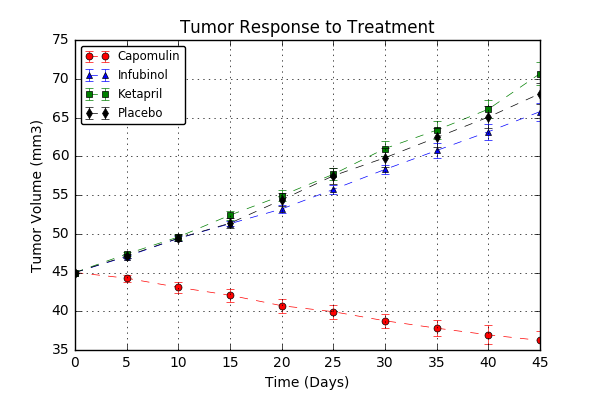 Tumor Response to Treatment
75
70
65
60
55
50
45
40
35
Tumor Volume (mm3)
Capomulin
Infubinol
Ketapril
Placebo
0 5 10 15 20 25 30 35 40 45
Time (Days)